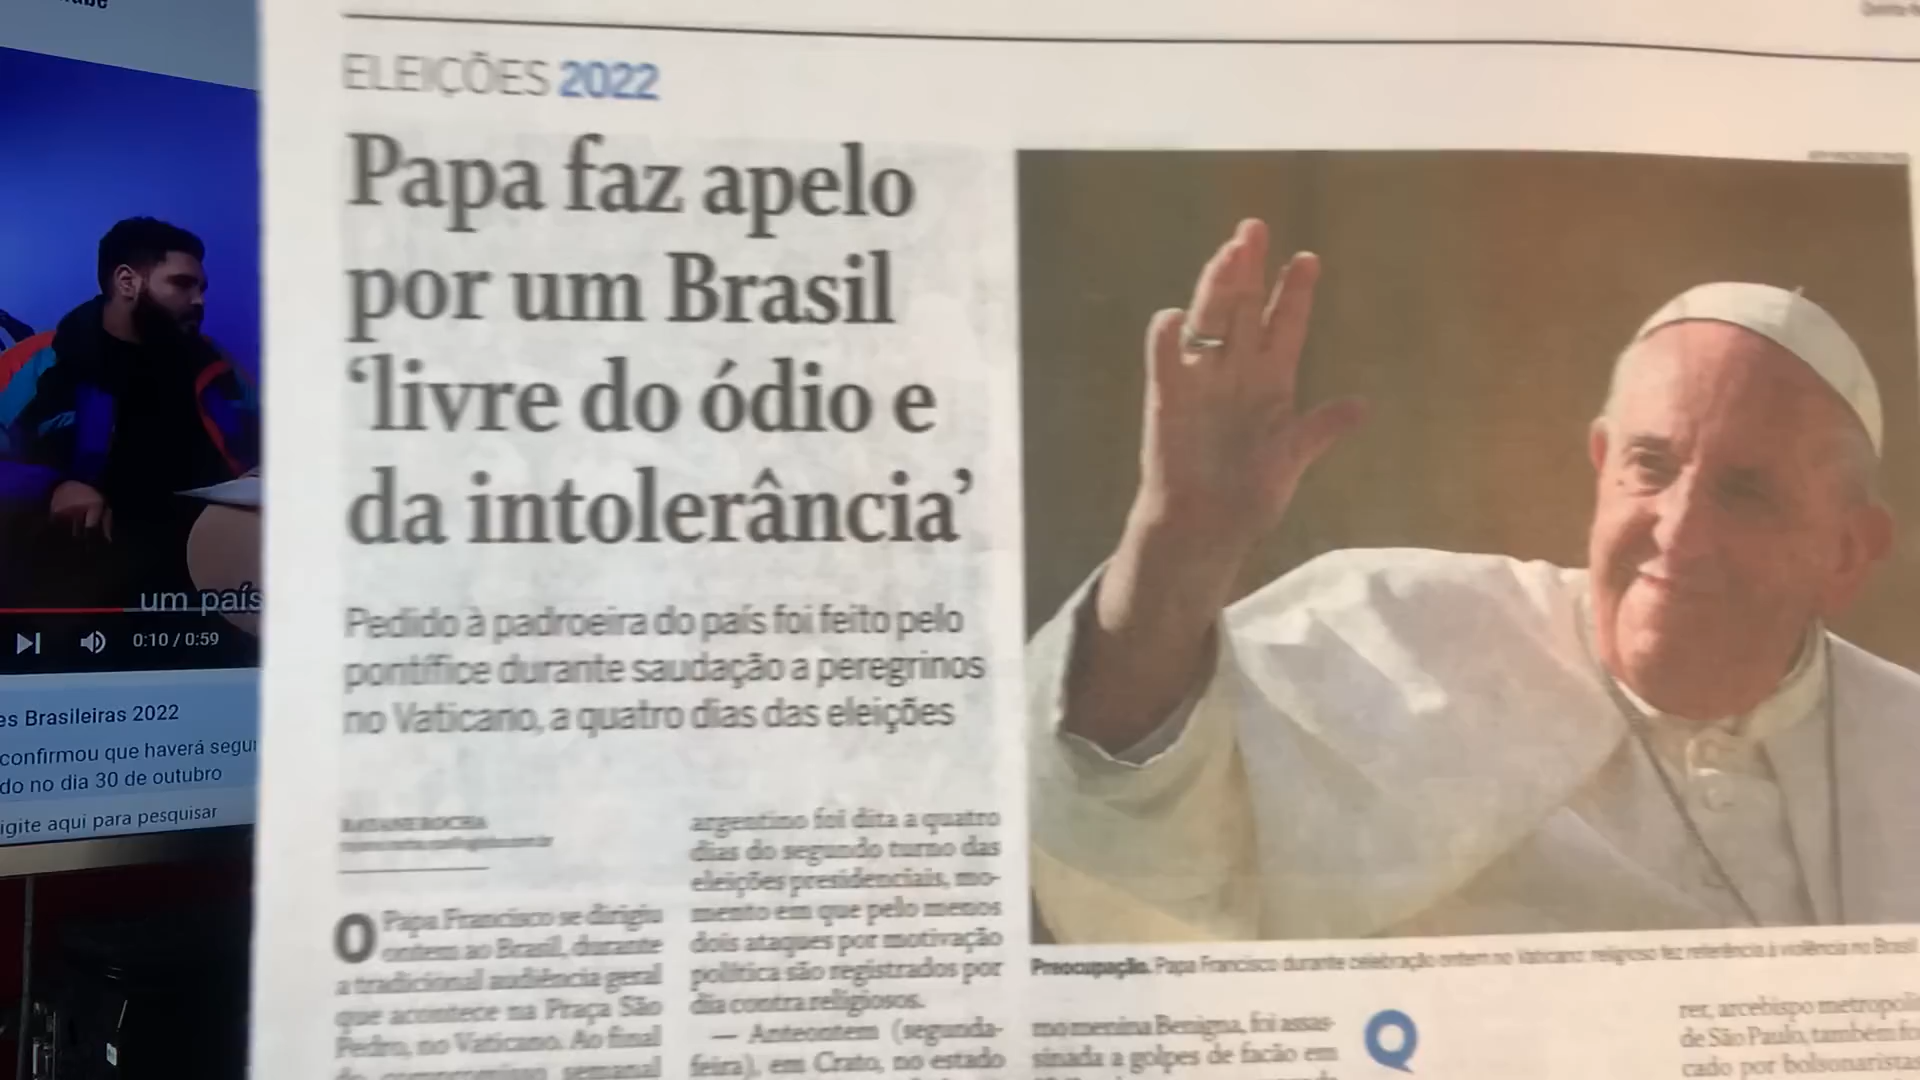 um país
0:10 / 0:59
es Brasileiras 2022
confirmou que haverá segu
do no dia 30 de outubro
igite aqui para pesquisar
ELEIÇÕES 2022
Papa faz apelo
por um Brasil
‘livre do ódio e
da intolerância’
Pedido à padroeira do país foi feito pelo
pontífice durante saudação a peregrinos
no Vaticano, a quatro dias das eleições
O Papa Francisco se dirigiu
ontem ao Brasil, durante
a tradicional audiência geral
que acontece na Praça São
Pedro, no Vaticano. Ao final
do compromisso semanal
argentino foi dita a quatro
dias do segundo turno das
eleições presidenciais, mo-
mento em que pelo menos
dois ataques por motivação
política são registrados por
dia contra religiosos.
— Anteontem (segunda-
feira), em Crato, no estado
Preocupação. Papa Francisco durante celebração ontem no Vaticano: religioso fez referência à violência no Brasil
mo menina Benigna, foi assas-
sinada a golpes de facão em
rer, arcebispo metropoli
de São Paulo, também fo
cado por bolsonaristas